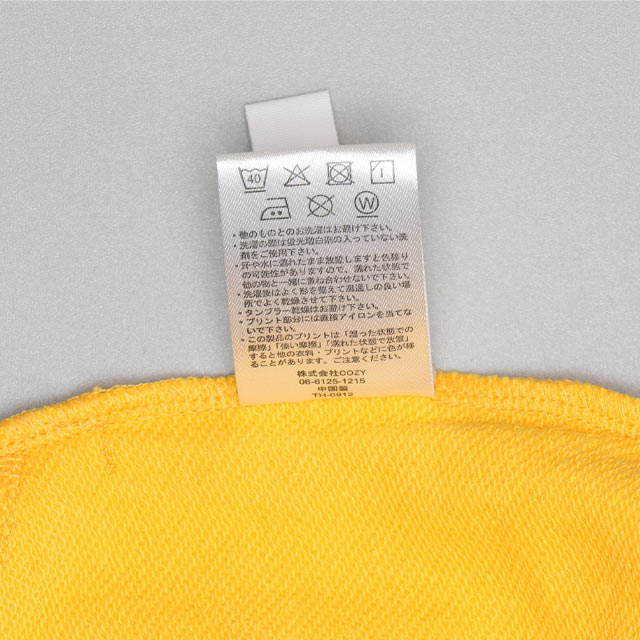 40
W
・他のものとのお洗濯はお避け下さい。
・洗濯の際は蛍光増白剤の入っていない洗
剤をご使用下さい。
・汗や水に濡れたまま放置しますと色移り
の可能性がありますので、濡れた状態で
他の物と一緒に重ね合わせないで下さい。
・洗濯後はよく形を整えて風通しの良い場
所でよく乾燥させて下さい。
・タンブラー乾燥はお避け下さい。
・プリント部分には直接アイロンを当てな
いで下さい。
・この製品のプリントは「湿った状態での
摩擦」「強い摩擦」「濡れた状態で放置」
すると他の衣料・プリントなどに色が移
ることがあります。ご注意ください。
株式会社COZY
06-6125-1215
中国製
TH-0912